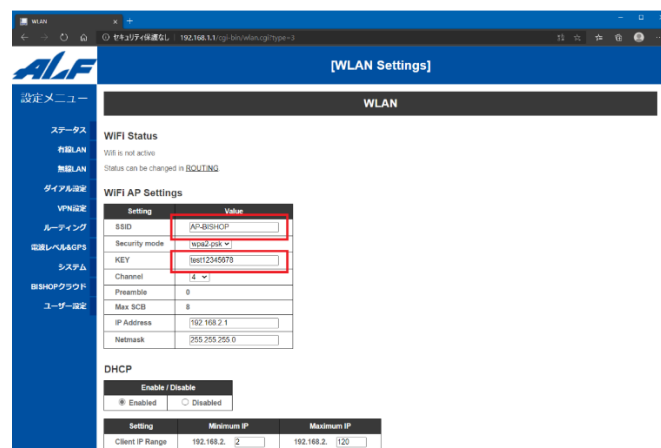 WLAN
セキュリティ保護なし 192.168.1.1/cgi-bin/wlan.cgi?type=3
ALF
[WLAN Settings]
設定メニュー
ステータス
有線LAN
無線LAN
ダイアル設定
VPN設定
ルーティング
電波レベル&GPS
システム
BISHOPクラウド
ユーザー設定
WLAN
WiFi Status
Wifi is not active
Status can be changed in ROUTING.
WiFi AP Settings
Setting Value
SSID AP-BISHOP
Security mode wpa2-psk
KEY test12345678
Channel 4
Preamble 0
Max SCB 8
IP Address 192.168.2.1
Netmask 255.255.255.0
DHCP
Enable / Disable
Enabled Disabled
Setting Minimum IP Maximum IP
Client IP Range 192.168.2. 2 192.168.2. 120